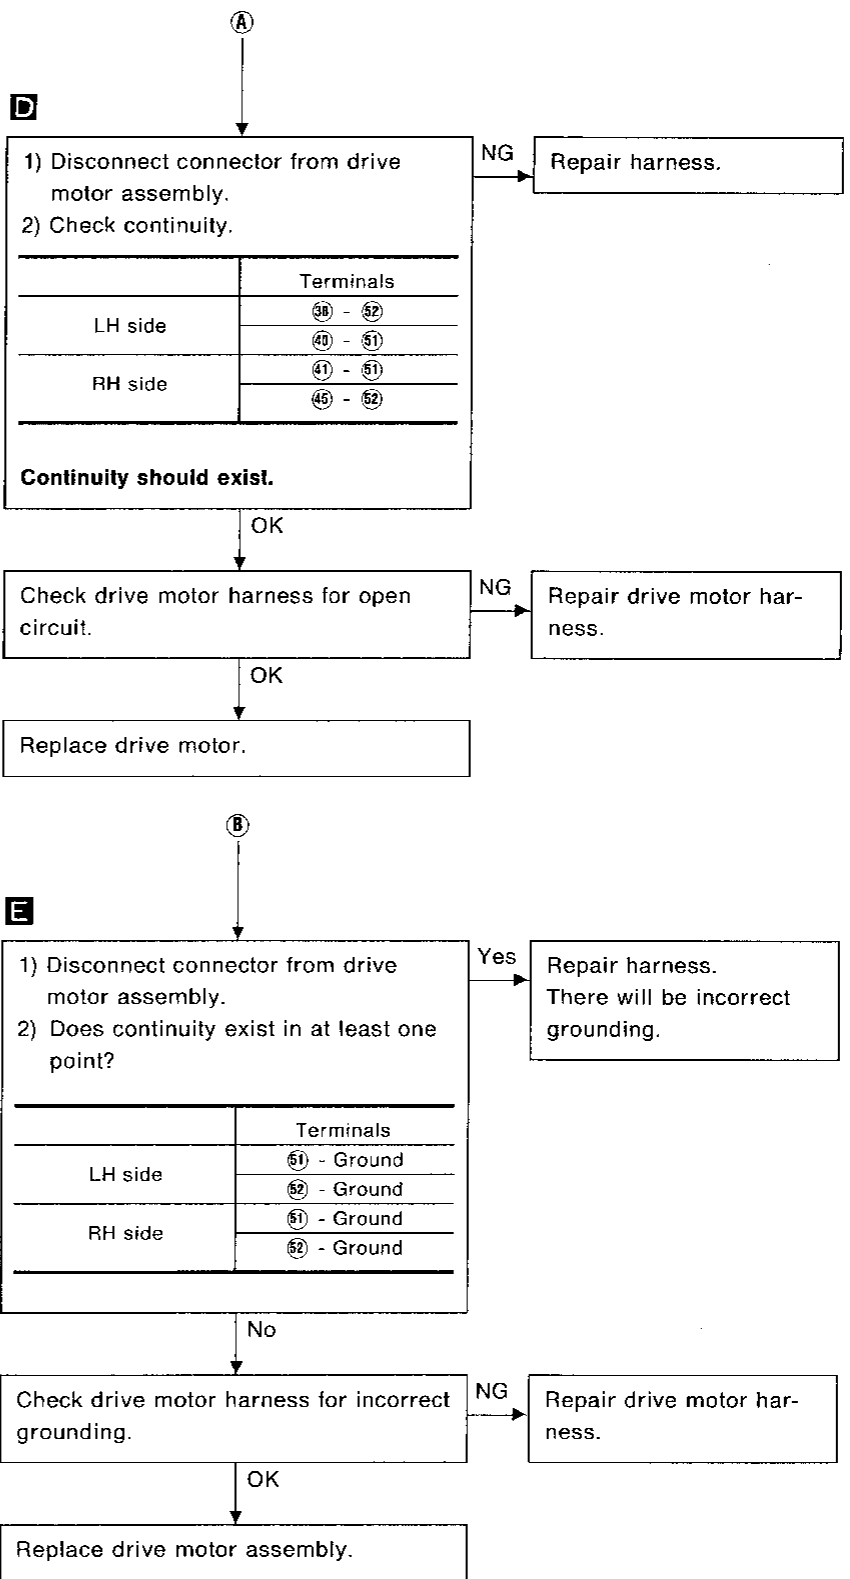 Ⓐ
D
1) Disconnect connector from drive
motor assembly.
2) Check continuity.
NG
Repair harness.
Terminals
LH side
㊳ - 52
㊵ - 51
RH side
㊶ - 51
㊺ - 52
Continuity should exist.
OK
Check drive motor harness for open
circuit.
NG
Repair drive motor har-
ness.
OK
Replace drive motor.
Ⓑ
E
1) Disconnect connector from drive
motor assembly.
2) Does continuity exist in at least one
point?
Yes
Repair harness.
There will be incorrect
grounding.
Terminals
LH side
51 - Ground
52 - Ground
RH side
51 - Ground
52 - Ground
No
Check drive motor harness for incorrect
grounding.
NG
Repair drive motor har-
ness.
OK
Replace drive motor assembly.